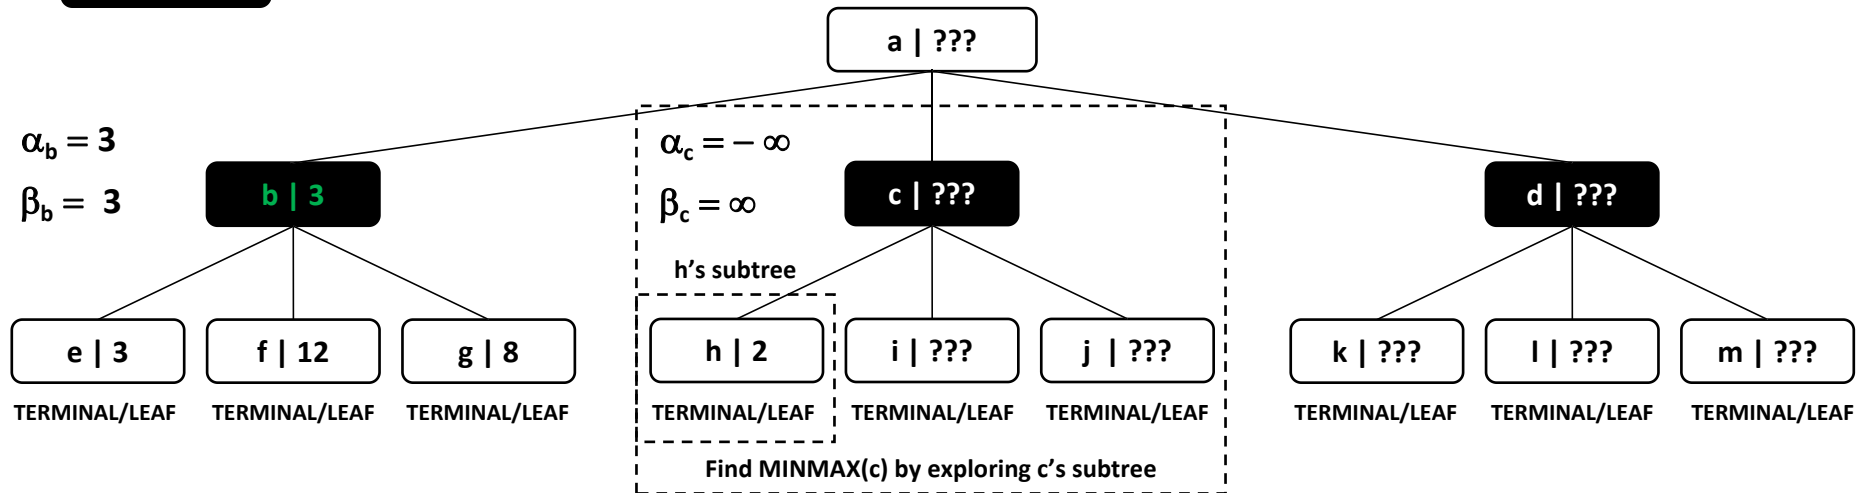 a | ???
αb = 3
βb = 3
b | 3
αc = – ∞
βc = ∞
c | ???
d | ???
h's subtree
e | 3
f | 12
g | 8
h | 2
i | ???
j | ???
k | ???
l | ???
m | ???
TERMINAL/LEAF
TERMINAL/LEAF
TERMINAL/LEAF
TERMINAL/LEAF
TERMINAL/LEAF
TERMINAL/LEAF
TERMINAL/LEAF
TERMINAL/LEAF
TERMINAL/LEAF
Find MINMAX(c) by exploring c's subtree